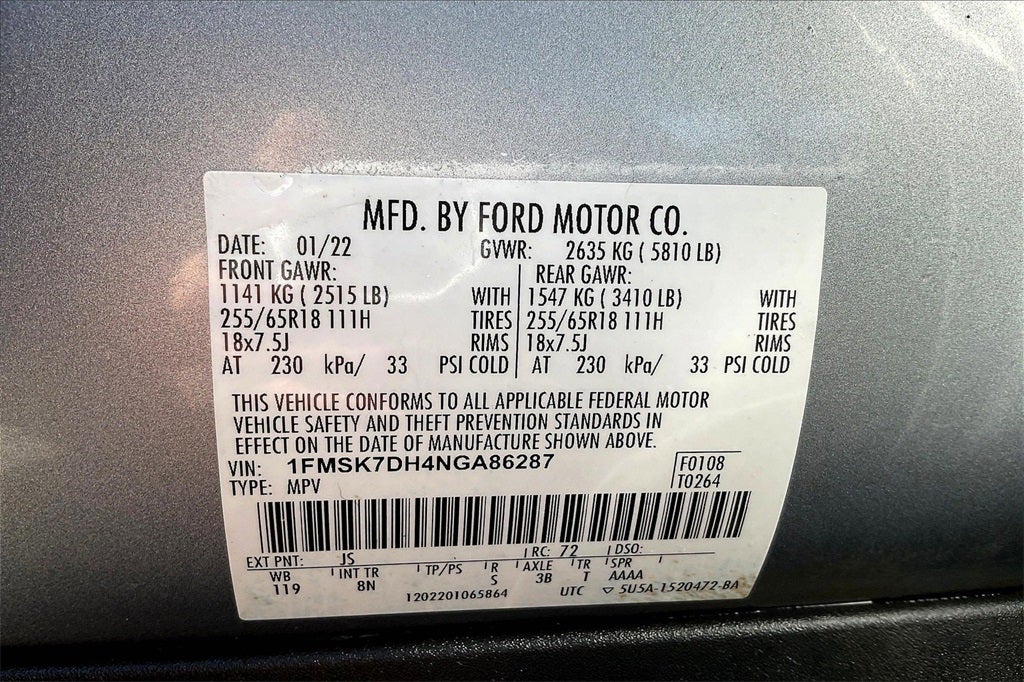 MFD. BY FORD MOTOR CO.
DATE: 01/22 GVWR: 2635 KG ( 5810 LB)
FRONT GAWR: REAR GAWR:
1141 KG ( 2515 LB) WITH 1547 KG ( 3410 LB) WITH
255/65R18 111H TIRES 255/65R18 111H TIRES
18x7.5J RIMS 18x7.5J RIMS
AT 230 kPa/ 33 PSI COLD AT 230 kPa/ 33 PSI COLD
THIS VEHICLE CONFORMS TO ALL APPLICABLE FEDERAL MOTOR
VEHICLE SAFETY AND THEFT PREVENTION STANDARDS IN
EFFECT ON THE DATE OF MANUFACTURE SHOWN ABOVE.
VIN: 1FMSK7DH4NGA86287 F0108
TYPE: MPV T0264
EXT PNT: JS RC: 72 DSO:
WB INT TR TP/PS R AXLE TR SPR
119 8N S 3B T AAAA
1202201065864 UTC ▽ 5U5A-1520472-BA